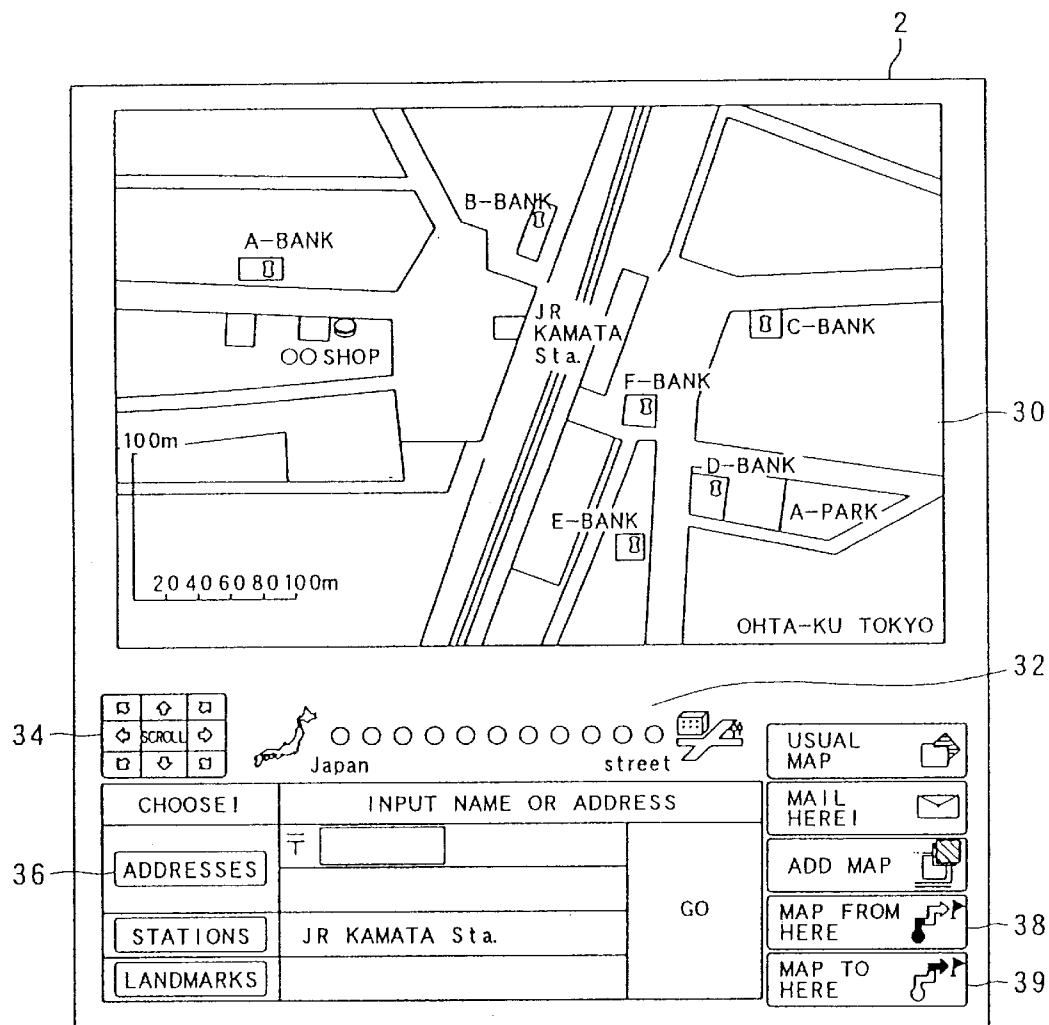 2
B-BANK
A-BANK
JR
KAMATA
Sta.
C-BANK
○○ SHOP
F-BANK
30
100m
D-BANK
A-PARK
E-BANK
20 40 60 80 100m
OHTA-KU TOKYO
32
34
SCROLL
Japan
street
USUAL
MAP
CHOOSE!
INPUT NAME OR ADDRESS
MAIL
HERE!
〒
36
ADDRESSES
ADD MAP
GO
STATIONS
JR KAMATA Sta.
MAP FROM
HERE
38
LANDMARKS
MAP TO
HERE
39